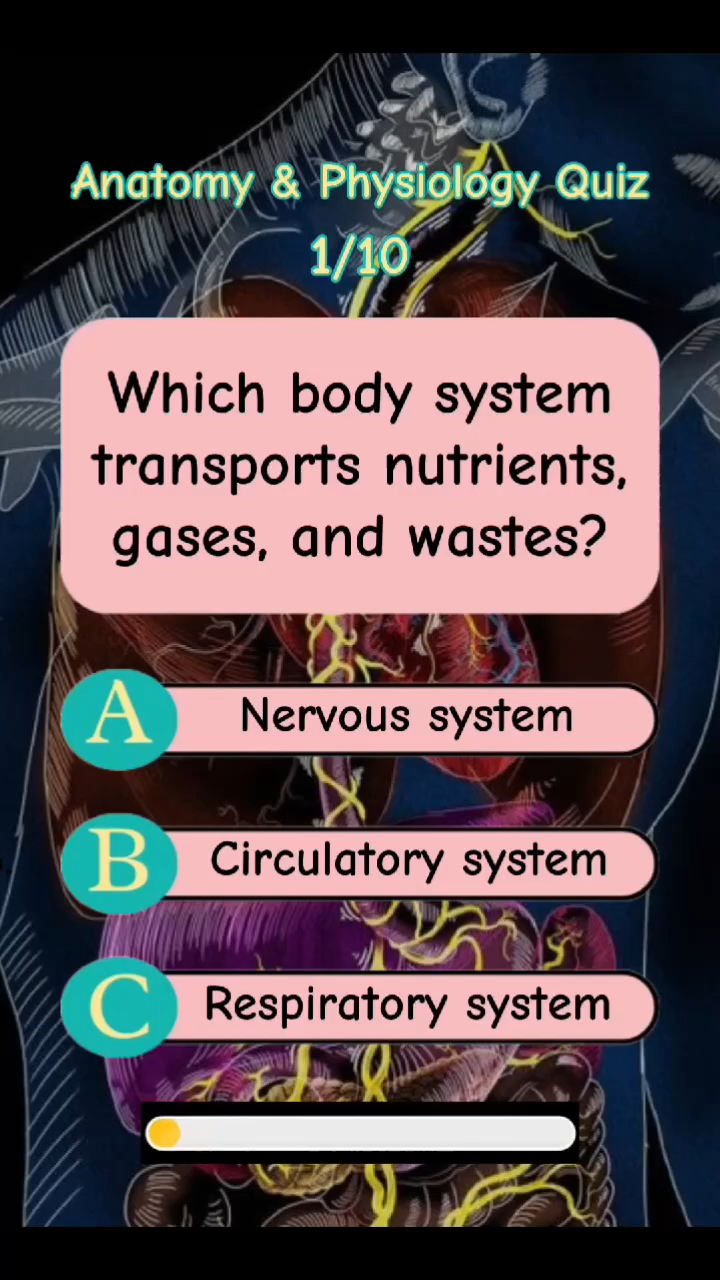 Anatomy & Physiology Quiz
1/10
Which body system
transports nutrients,
gases, and wastes?
A Nervous system
B Circulatory system
C Respiratory system